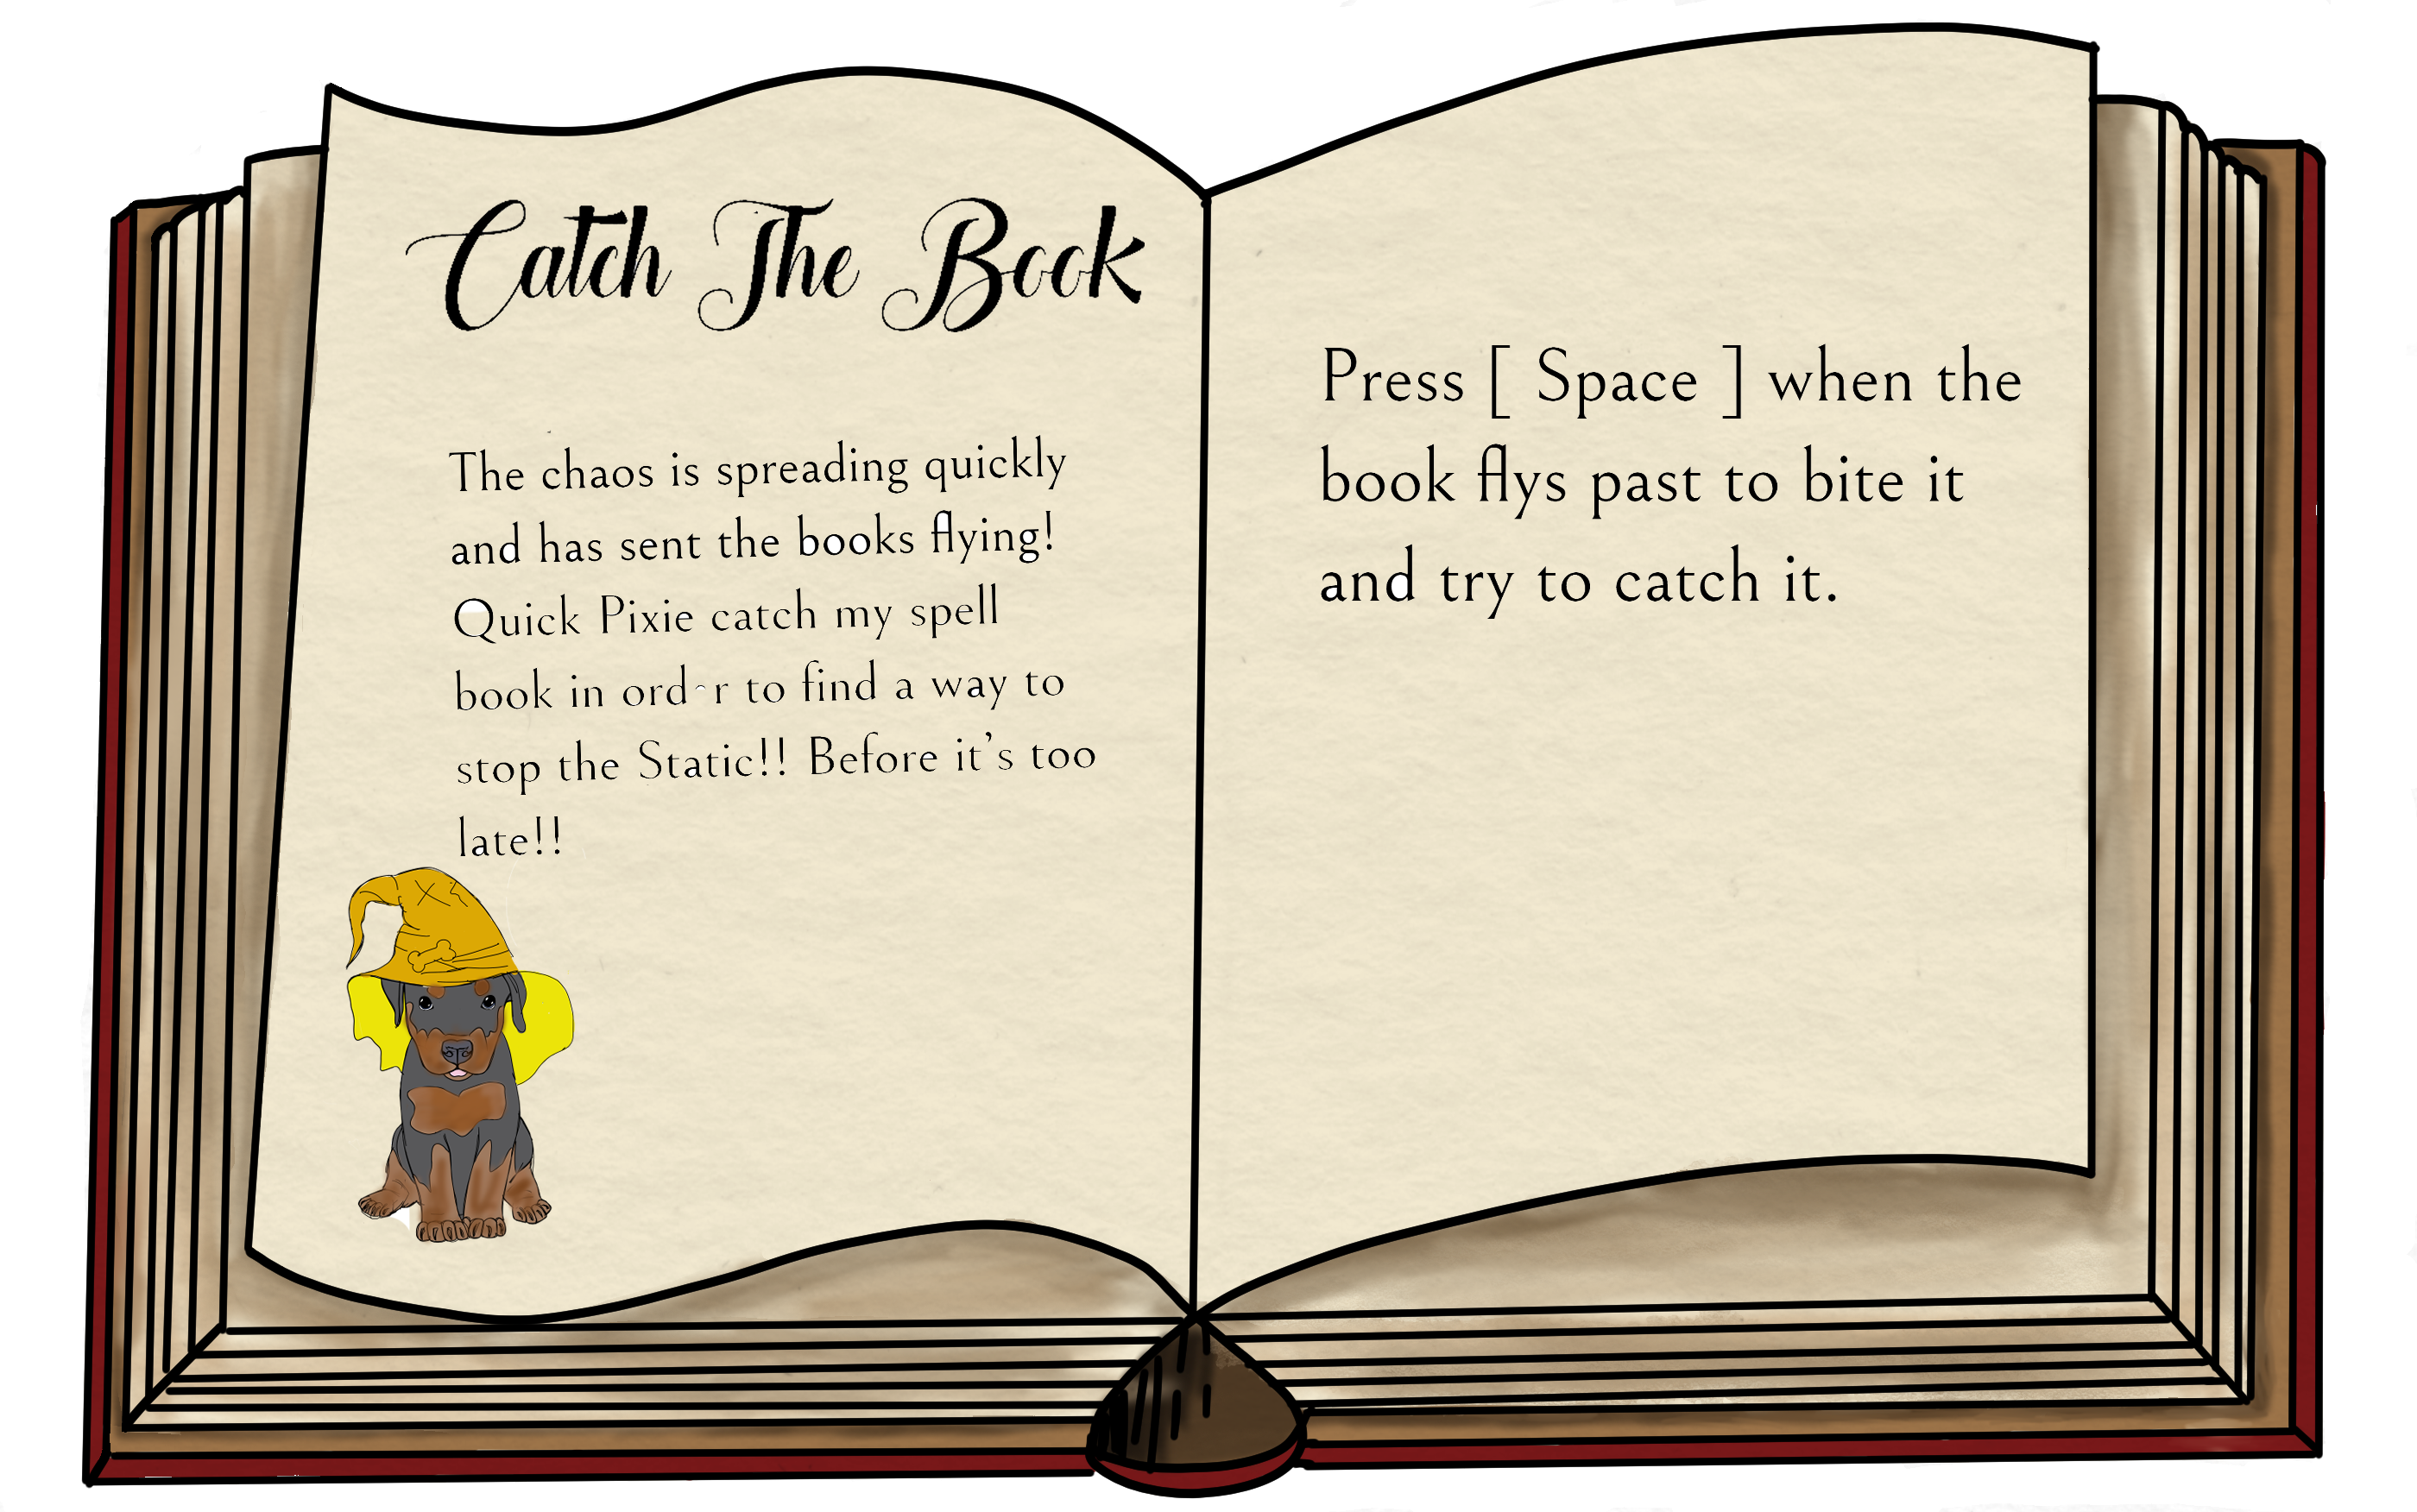 Catch The Book
The chaos is spreading quickly
and has sent the books flying!
Quick Pixie catch my spell
book in order to find a way to
stop the Static!! Before it's too
late!!
Press [ Space ] when the
book flys past to bite it
and try to catch it.